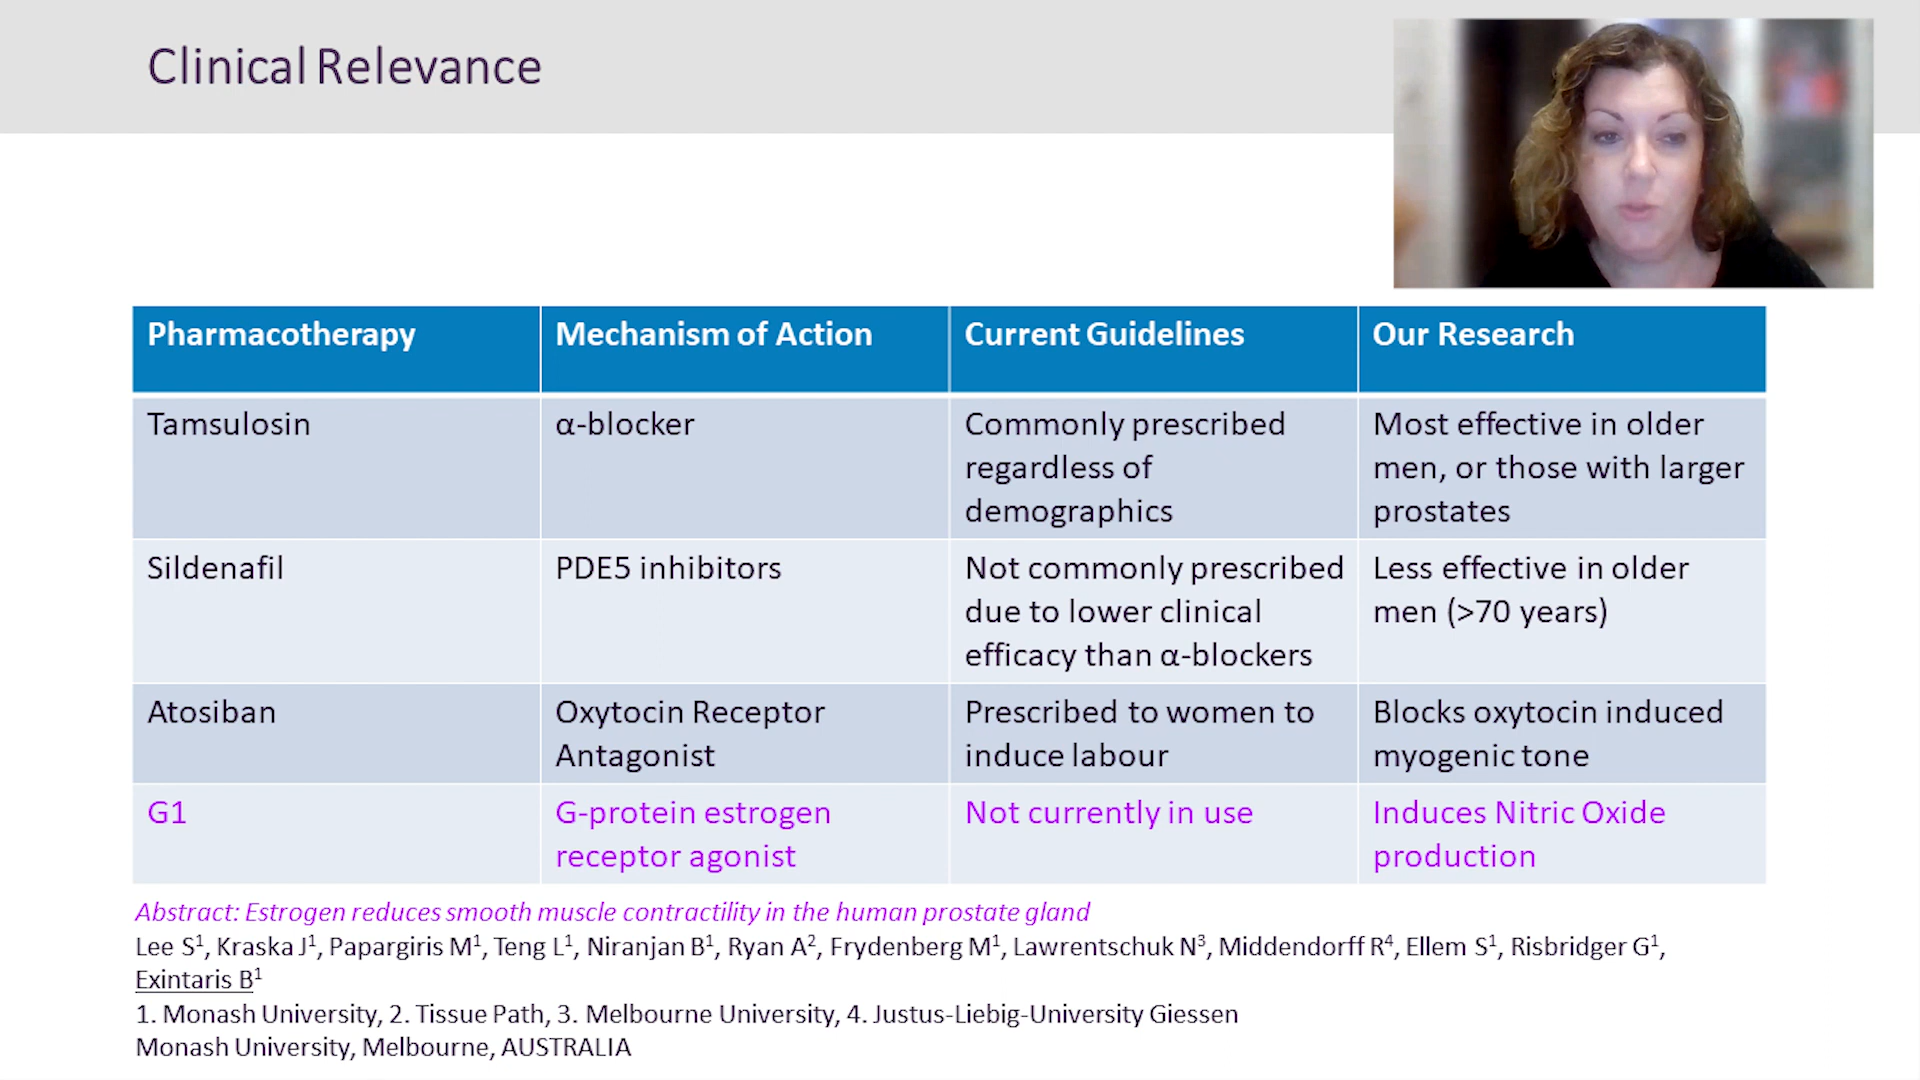 Clinical Relevance
Pharmacotherapy
Mechanism of Action
Current Guidelines
Our Research
Tamsulosin
α-blocker
Commonly prescribed
regardless of
demographics
Most effective in older
men, or those with larger
prostates
Sildenafil
PDE5 inhibitors
Not commonly prescribed
due to lower clinical
efficacy than α-blockers
Less effective in older
men (>70 years)
Atosiban
Oxytocin Receptor
Antagonist
Prescribed to women to
induce labour
Blocks oxytocin induced
myogenic tone
G1
G-protein estrogen
receptor agonist
Not currently in use
Induces Nitric Oxide
production
Abstract: Estrogen reduces smooth muscle contractility in the human prostate gland
Lee S¹, Kraska J¹, Papargiris M¹, Teng L¹, Niranjan B¹, Ryan A², Frydenberg M¹, Lawrentschuk N³, Middendorff R⁴, Ellem S¹, Risbridger G¹,
Exintaris B¹
1. Monash University, 2. Tissue Path, 3. Melbourne University, 4. Justus-Liebig-University Giessen
Monash University, Melbourne, AUSTRALIA